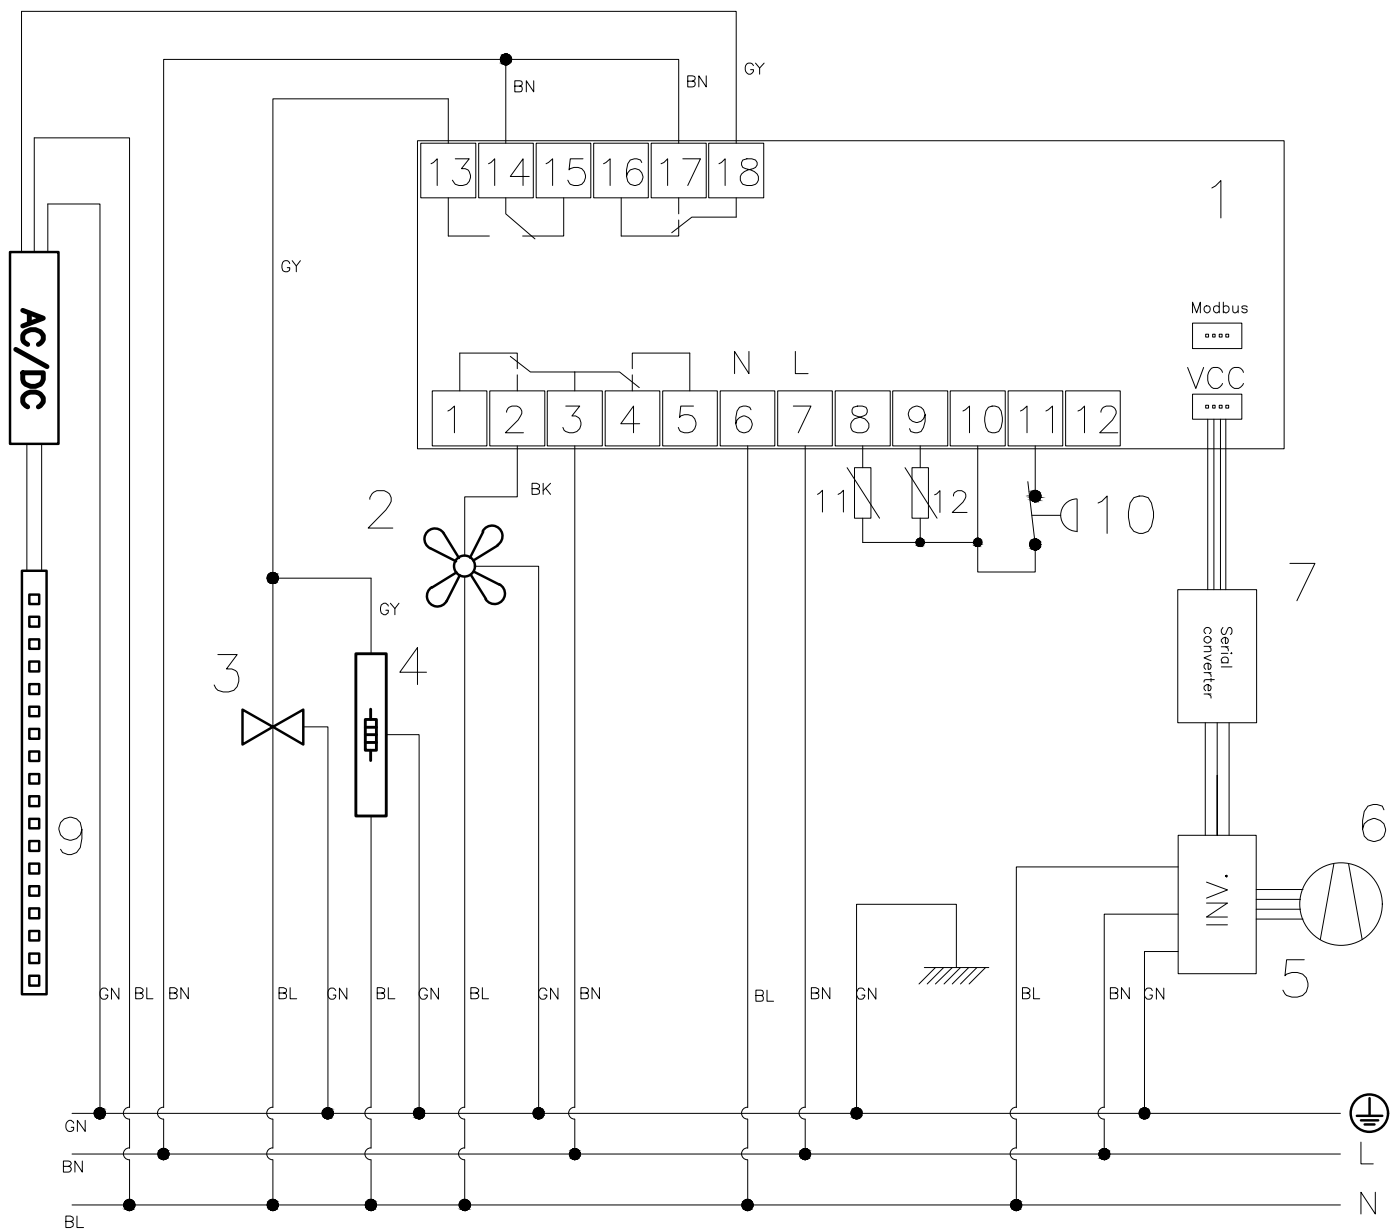 GY
BN
BN
13 14 15 16 17 18
1
GY
AC/DC
Modbus
N L
VCC
1 2 3 4 5 6 7 8 9 10 11 12
2
BK
11
12
10
7
GY
3
4
Serial
converter
9
6
INV.
5
GN BL BN BL GN BL GN BL GN BN BL BN GN BL BN GN
GN
BN
L
BL
N